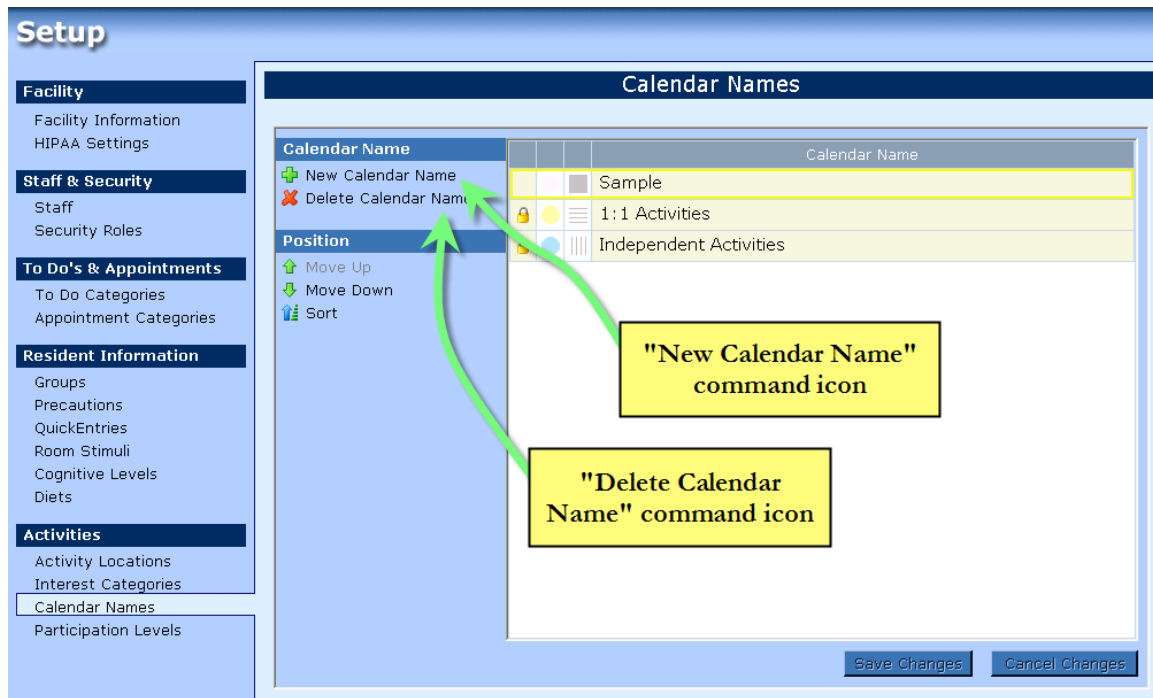 Setup
Facility
Facility Information
HIPAA Settings
Staff & Security
Staff
Security Roles
To Do's & Appointments
To Do Categories
Appointment Categories
Resident Information
Groups
Precautions
QuickEntries
Room Stimuli
Cognitive Levels
Diets
Activities
Activity Locations
Interest Categories
Calendar Names
Participation Levels
Calendar Names
Calendar Name
New Calendar Name
Delete Calendar Name
Position
Move Up
Move Down
Sort
Calendar Name
Sample
1:1 Activities
Independent Activities
"New Calendar Name"
command icon
"Delete Calendar
Name" command icon
Save Changes
Cancel Changes